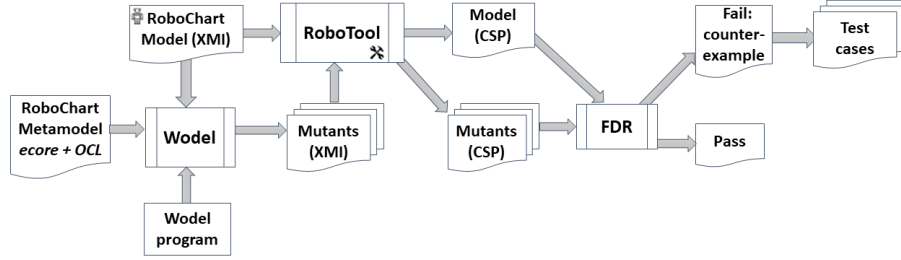 RoboChart
Model (XMI)
RoboTool
Model
(CSP)
Fail:
counter-
example
Test
cases
RoboChart
Metamodel
ecore + OCL
Wodel
Mutants
(XMI)
Mutants
(CSP)
FDR
Pass
Wodel
program